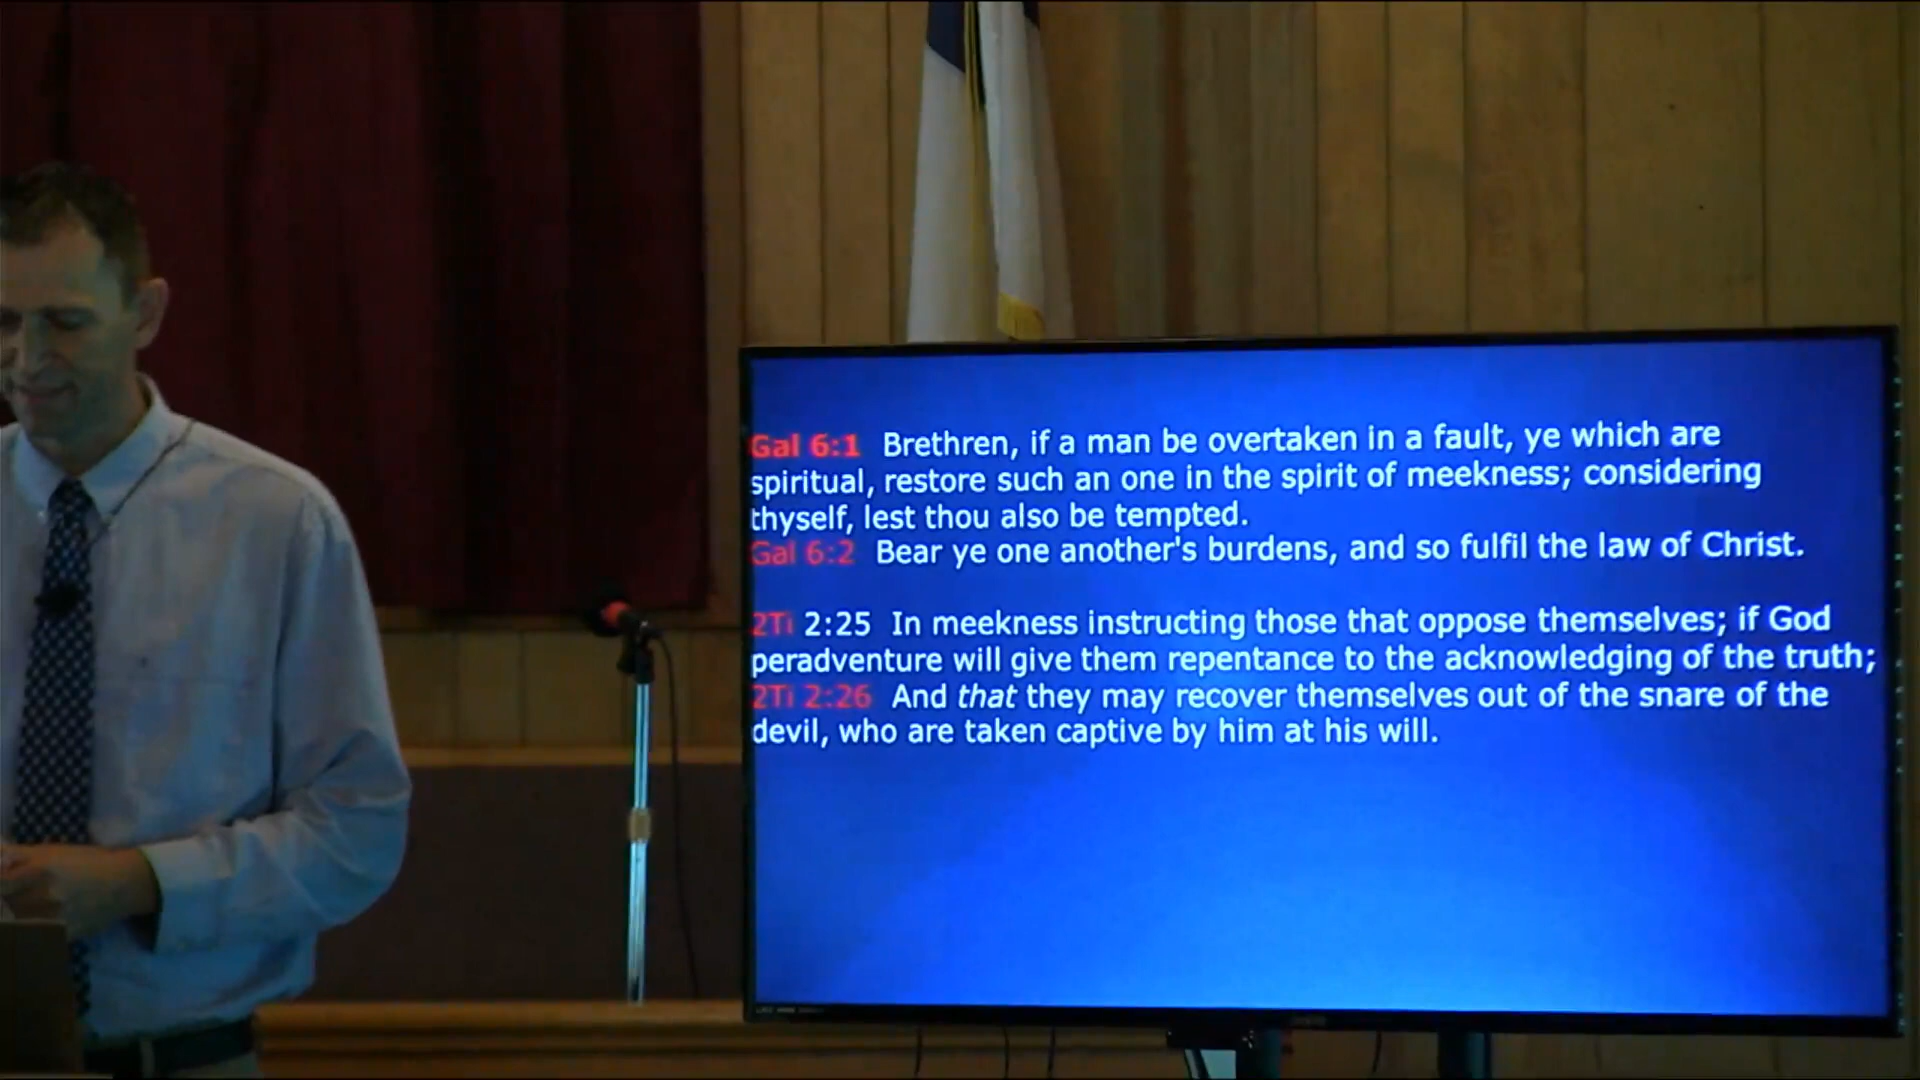 Gal 6:1 Brethren, if a man be overtaken in a fault, ye which are
spiritual, restore such an one in the spirit of meekness; considering
thyself, lest thou also be tempted.
Gal 6:2 Bear ye one another's burdens, and so fulfil the law of Christ.
2Ti 2:25 In meekness instructing those that oppose themselves; if God
peradventure will give them repentance to the acknowledging of the truth;
2Ti 2:26 And that they may recover themselves out of the snare of the
devil, who are taken captive by him at his will.